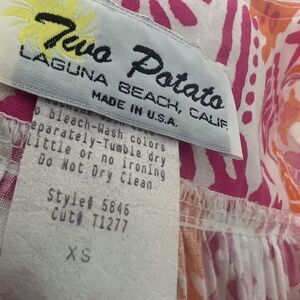 Two Potato
LAGUNA BEACH, CALIF.
MADE IN U.S.A.
bleach-Wash colors
eparately-Tumble dry
little or no ironing
Do Not Dry Clean
Style# 5846
Cut# T1277
XS